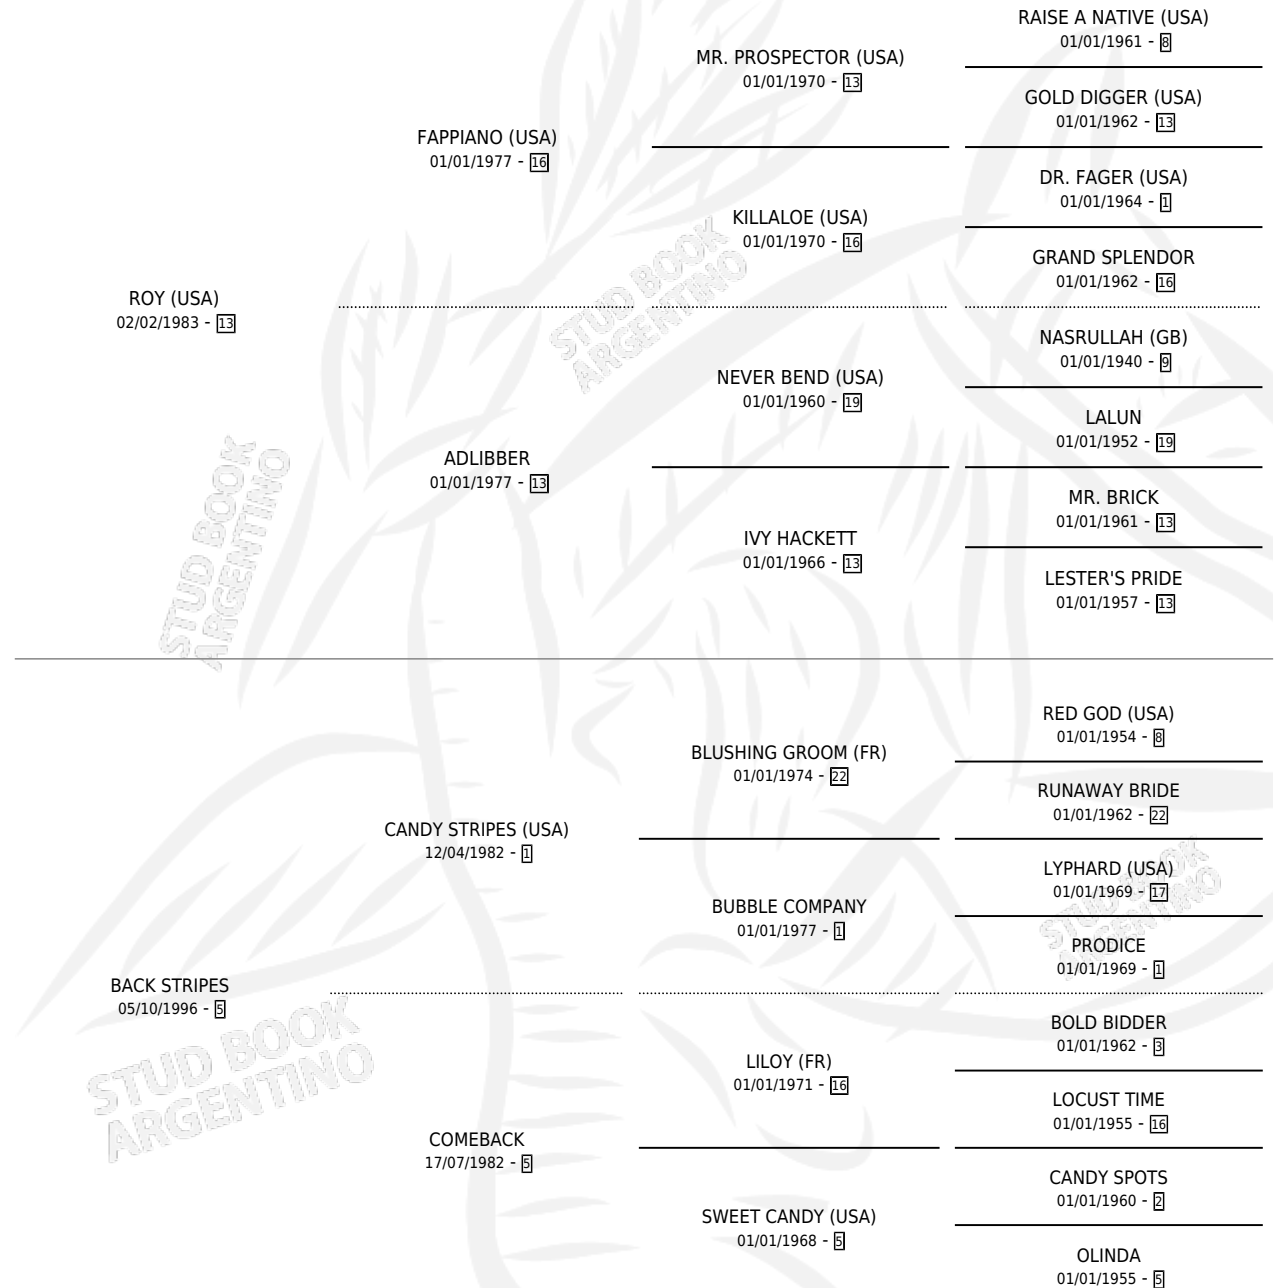 RAISE A NATIVE (USA)
01/01/1961 - 8
MR. PROSPECTOR (USA)
01/01/1970 - 13
GOLD DIGGER (USA)
01/01/1962 - 13
FAPPIANO (USA)
01/01/1977 - 16
DR. FAGER (USA)
01/01/1964 - 1
KILLALOE (USA)
01/01/1970 - 16
GRAND SPLENDOR
01/01/1962 - 16
ROY (USA)
02/02/1983 - 13
NASRULLAH (GB)
01/01/1940 - 9
NEVER BEND (USA)
01/01/1960 - 19
LALUN
01/01/1952 - 19
ADLIBBER
01/01/1977 - 13
MR. BRICK
01/01/1961 - 13
IVY HACKETT
01/01/1966 - 13
LESTER'S PRIDE
01/01/1957 - 13
RED GOD (USA)
01/01/1954 - 8
BLUSHING GROOM (FR)
01/01/1974 - 22
RUNAWAY BRIDE
01/01/1962 - 22
CANDY STRIPES (USA)
12/04/1982 - 1
LYPHARD (USA)
01/01/1969 - 17
BUBBLE COMPANY
01/01/1977 - 1
PRODICE
01/01/1969 - 1
BACK STRIPES
05/10/1996 - 5
BOLD BIDDER
01/01/1962 - 3
LILOY (FR)
01/01/1971 - 16
LOCUST TIME
01/01/1955 - 16
COMEBACK
17/07/1982 - 5
CANDY SPOTS
01/01/1960 - 2
SWEET CANDY (USA)
01/01/1968 - 5
OLINDA
01/01/1955 - 5
STUD BOOK
ARGENTINO
STUD BOOK
ARGENTINO
STUD BOOK
ARGENTINO
STUD BOOK
ARGENTINO